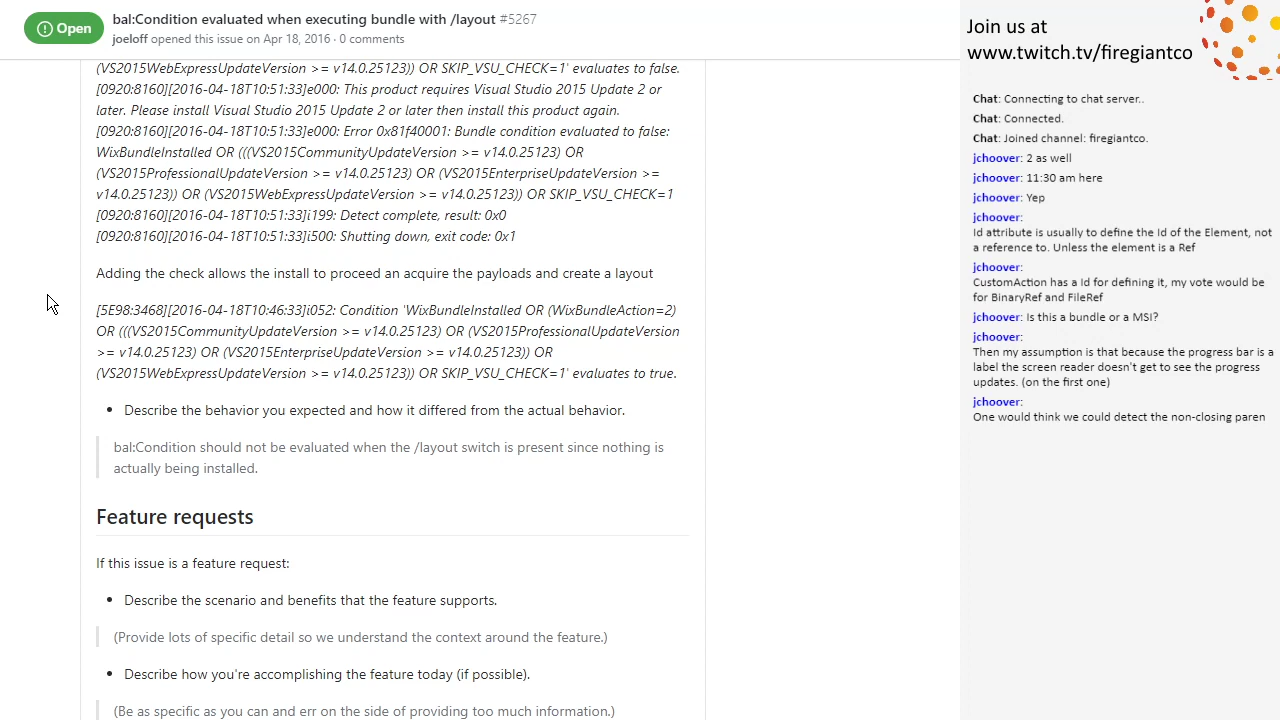 Open
bal:Condition evaluated when executing bundle with /layout #5267
joeloff opened this issue on Apr 18, 2016 · 0 comments
(VS2015WebExpressUpdateVersion >= v14.0.25123)) OR SKIP_VSU_CHECK=1' evaluates to false.
[0920:8160][2016-04-18T10:51:33]e000: This product requires Visual Studio 2015 Update 2 or
later. Please install Visual Studio 2015 Update 2 or later then install this product again.
[0920:8160][2016-04-18T10:51:33]e000: Error 0x81f40001: Bundle condition evaluated to false:
WixBundleInstalled OR (((VS2015CommunityUpdateVersion >= v14.0.25123) OR
(VS2015ProfessionalUpdateVersion >= v14.0.25123) OR (VS2015EnterpriseUpdateVersion >=
v14.0.25123)) OR (VS2015WebExpressUpdateVersion >= v14.0.25123)) OR SKIP_VSU_CHECK=1
[0920:8160][2016-04-18T10:51:33]i199: Detect complete, result: 0x0
[0920:8160][2016-04-18T10:51:33]i500: Shutting down, exit code: 0x1
Adding the check allows the install to proceed an acquire the payloads and create a layout
[5E98:3468][2016-04-18T10:46:33]i052: Condition 'WixBundleInstalled OR (WixBundleAction=2)
OR (((VS2015CommunityUpdateVersion >= v14.0.25123) OR (VS2015ProfessionalUpdateVersion
>= v14.0.25123) OR (VS2015EnterpriseUpdateVersion >= v14.0.25123)) OR
(VS2015WebExpressUpdateVersion >= v14.0.25123)) OR SKIP_VSU_CHECK=1' evaluates to true.
• Describe the behavior you expected and how it differed from the actual behavior.
bal:Condition should not be evaluated when the /layout switch is present since nothing is
actually being installed.
Feature requests
If this issue is a feature request:
• Describe the scenario and benefits that the feature supports.
(Provide lots of specific detail so we understand the context around the feature.)
• Describe how you're accomplishing the feature today (if possible).
(Be as specific as you can and err on the side of providing too much information.)
Join us at
www.twitch.tv/firegiantco
Chat: Connecting to chat server..
Chat: Connected.
Chat: Joined channel: firegiantco.
jchoover: 2 as well
jchoover: 11:30 am here
jchoover: Yep
jchoover:
Id attribute is usually to define the Id of the Element, not
a reference to. Unless the element is a Ref
jchoover:
CustomAction has a Id for defining it, my vote would be
for BinaryRef and FileRef
jchoover: Is this a bundle or a MSI?
jchoover:
Then my assumption is that because the progress bar is a
label the screen reader doesn't get to see the progress
updates. (on the first one)
jchoover:
One would think we could detect the non-closing paren